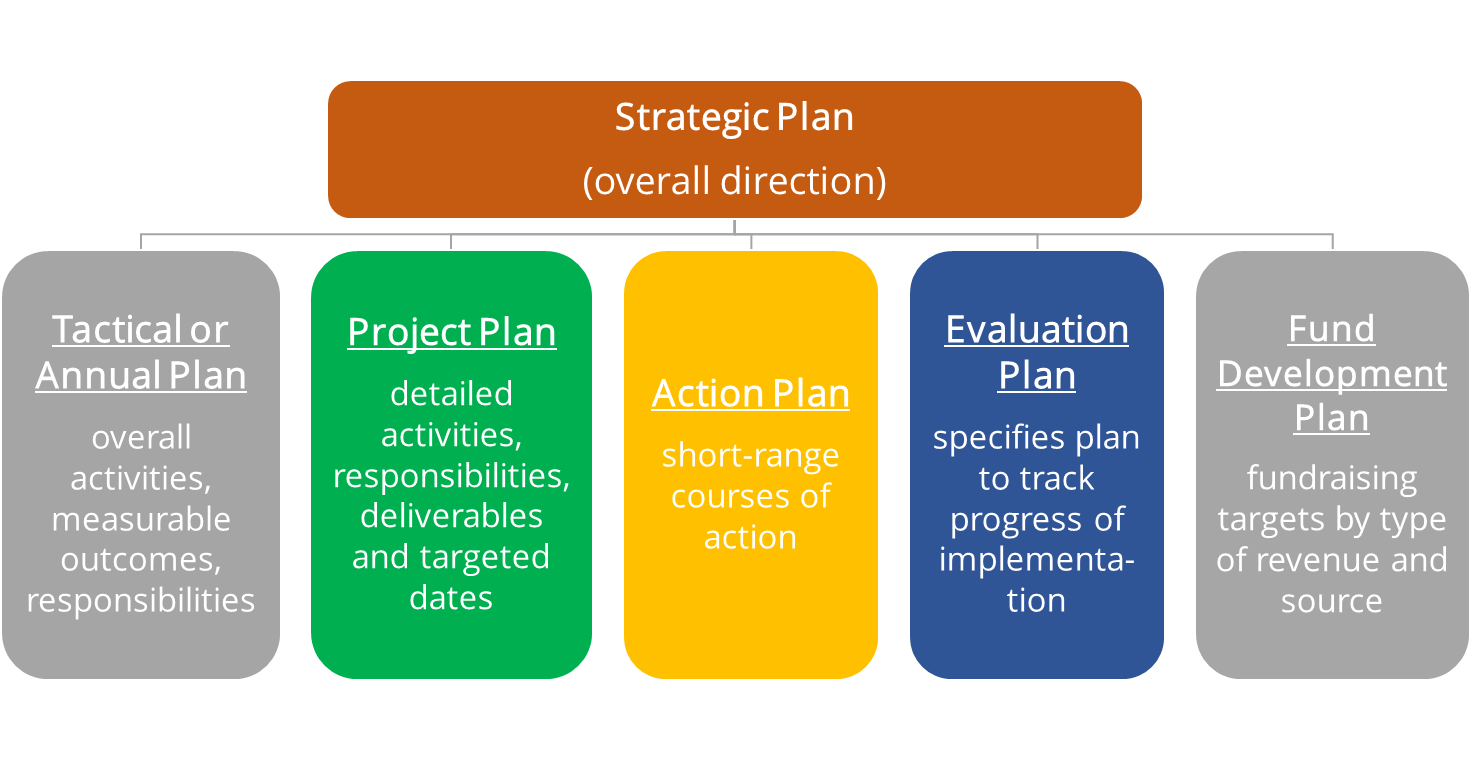 Strategic Plan
(overall direction)
Tactical or
Annual Plan
overall
activities,
measurable
outcomes,
responsibilities
Project Plan
detailed
activities,
responsibilities,
deliverables
and targeted
dates
Action Plan
short-range
courses of
action
Evaluation
Plan
specifies plan
to track
progress of
implementa-
tion
Fund
Development
Plan
fundraising
targets by type
of revenue and
source